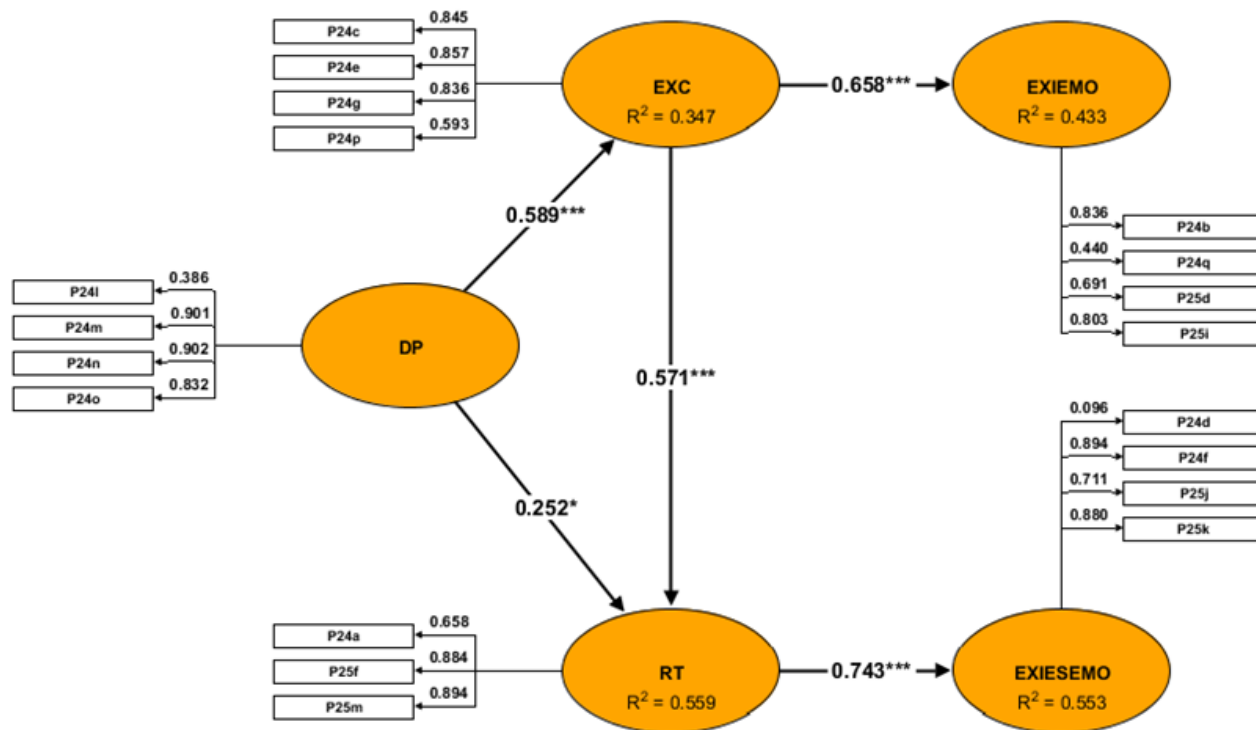 0.845
P24c
0.857
P24e
0.836
P24g
0.593
P24p
EXC
R² = 0.347
0.658***
EXIEMO
R² = 0.433
0.836
P24b
0.440
P24q
0.691
P25d
0.803
P25i
0.589***
0.386
P24l
0.901
P24m
0.902
P24n
0.832
P24o
DP
0.571***
0.252*
0.096
P24d
0.894
P24f
0.711
P25j
0.880
P25k
0.658
P24a
0.884
P25f
0.894
P25m
RT
R² = 0.559
0.743***
EXIESEMO
R² = 0.553